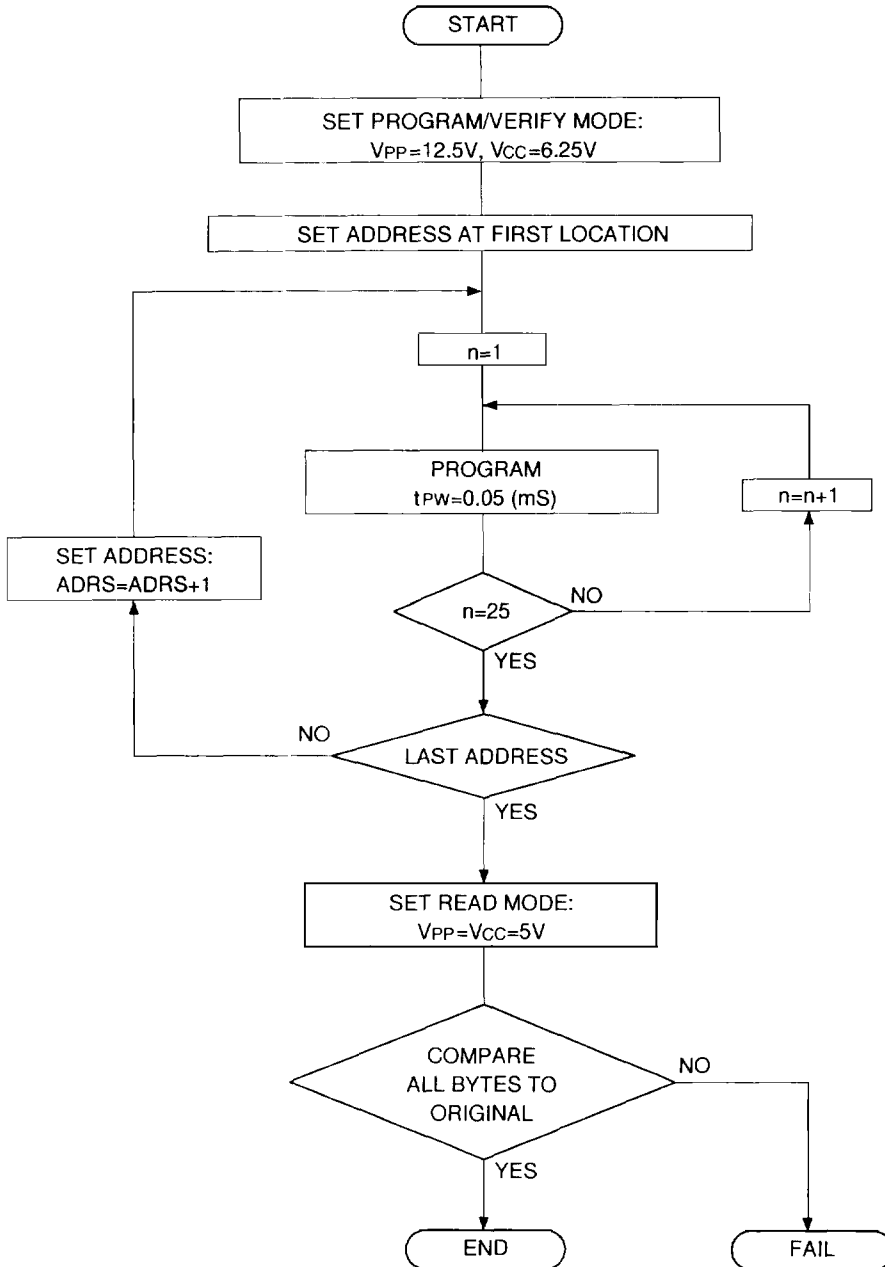 START
SET PROGRAM/VERIFY MODE:
VPP=12.5V, VCC=6.25V
SET ADDRESS AT FIRST LOCATION
n=1
PROGRAM
tPW=0.05 (mS)
n=n+1
SET ADDRESS:
ADRS=ADRS+1
n=25
NO
YES
NO
LAST ADDRESS
YES
SET READ MODE:
VPP=VCC=5V
COMPARE
ALL BYTES TO
ORIGINAL
NO
YES
END
FAIL